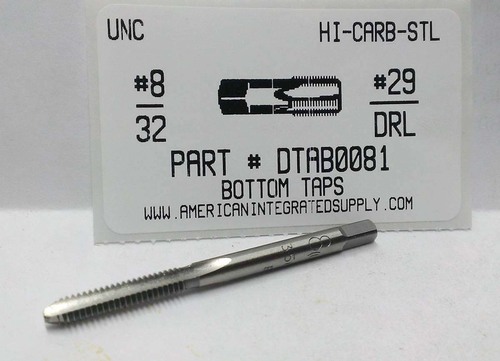 UNC HI-CARB-STL
#8 #29
32 DRL
PART # DTAB0081
BOTTOM TAPS
WWW.AMERICANINTEGRATEDSUPPLY.COM